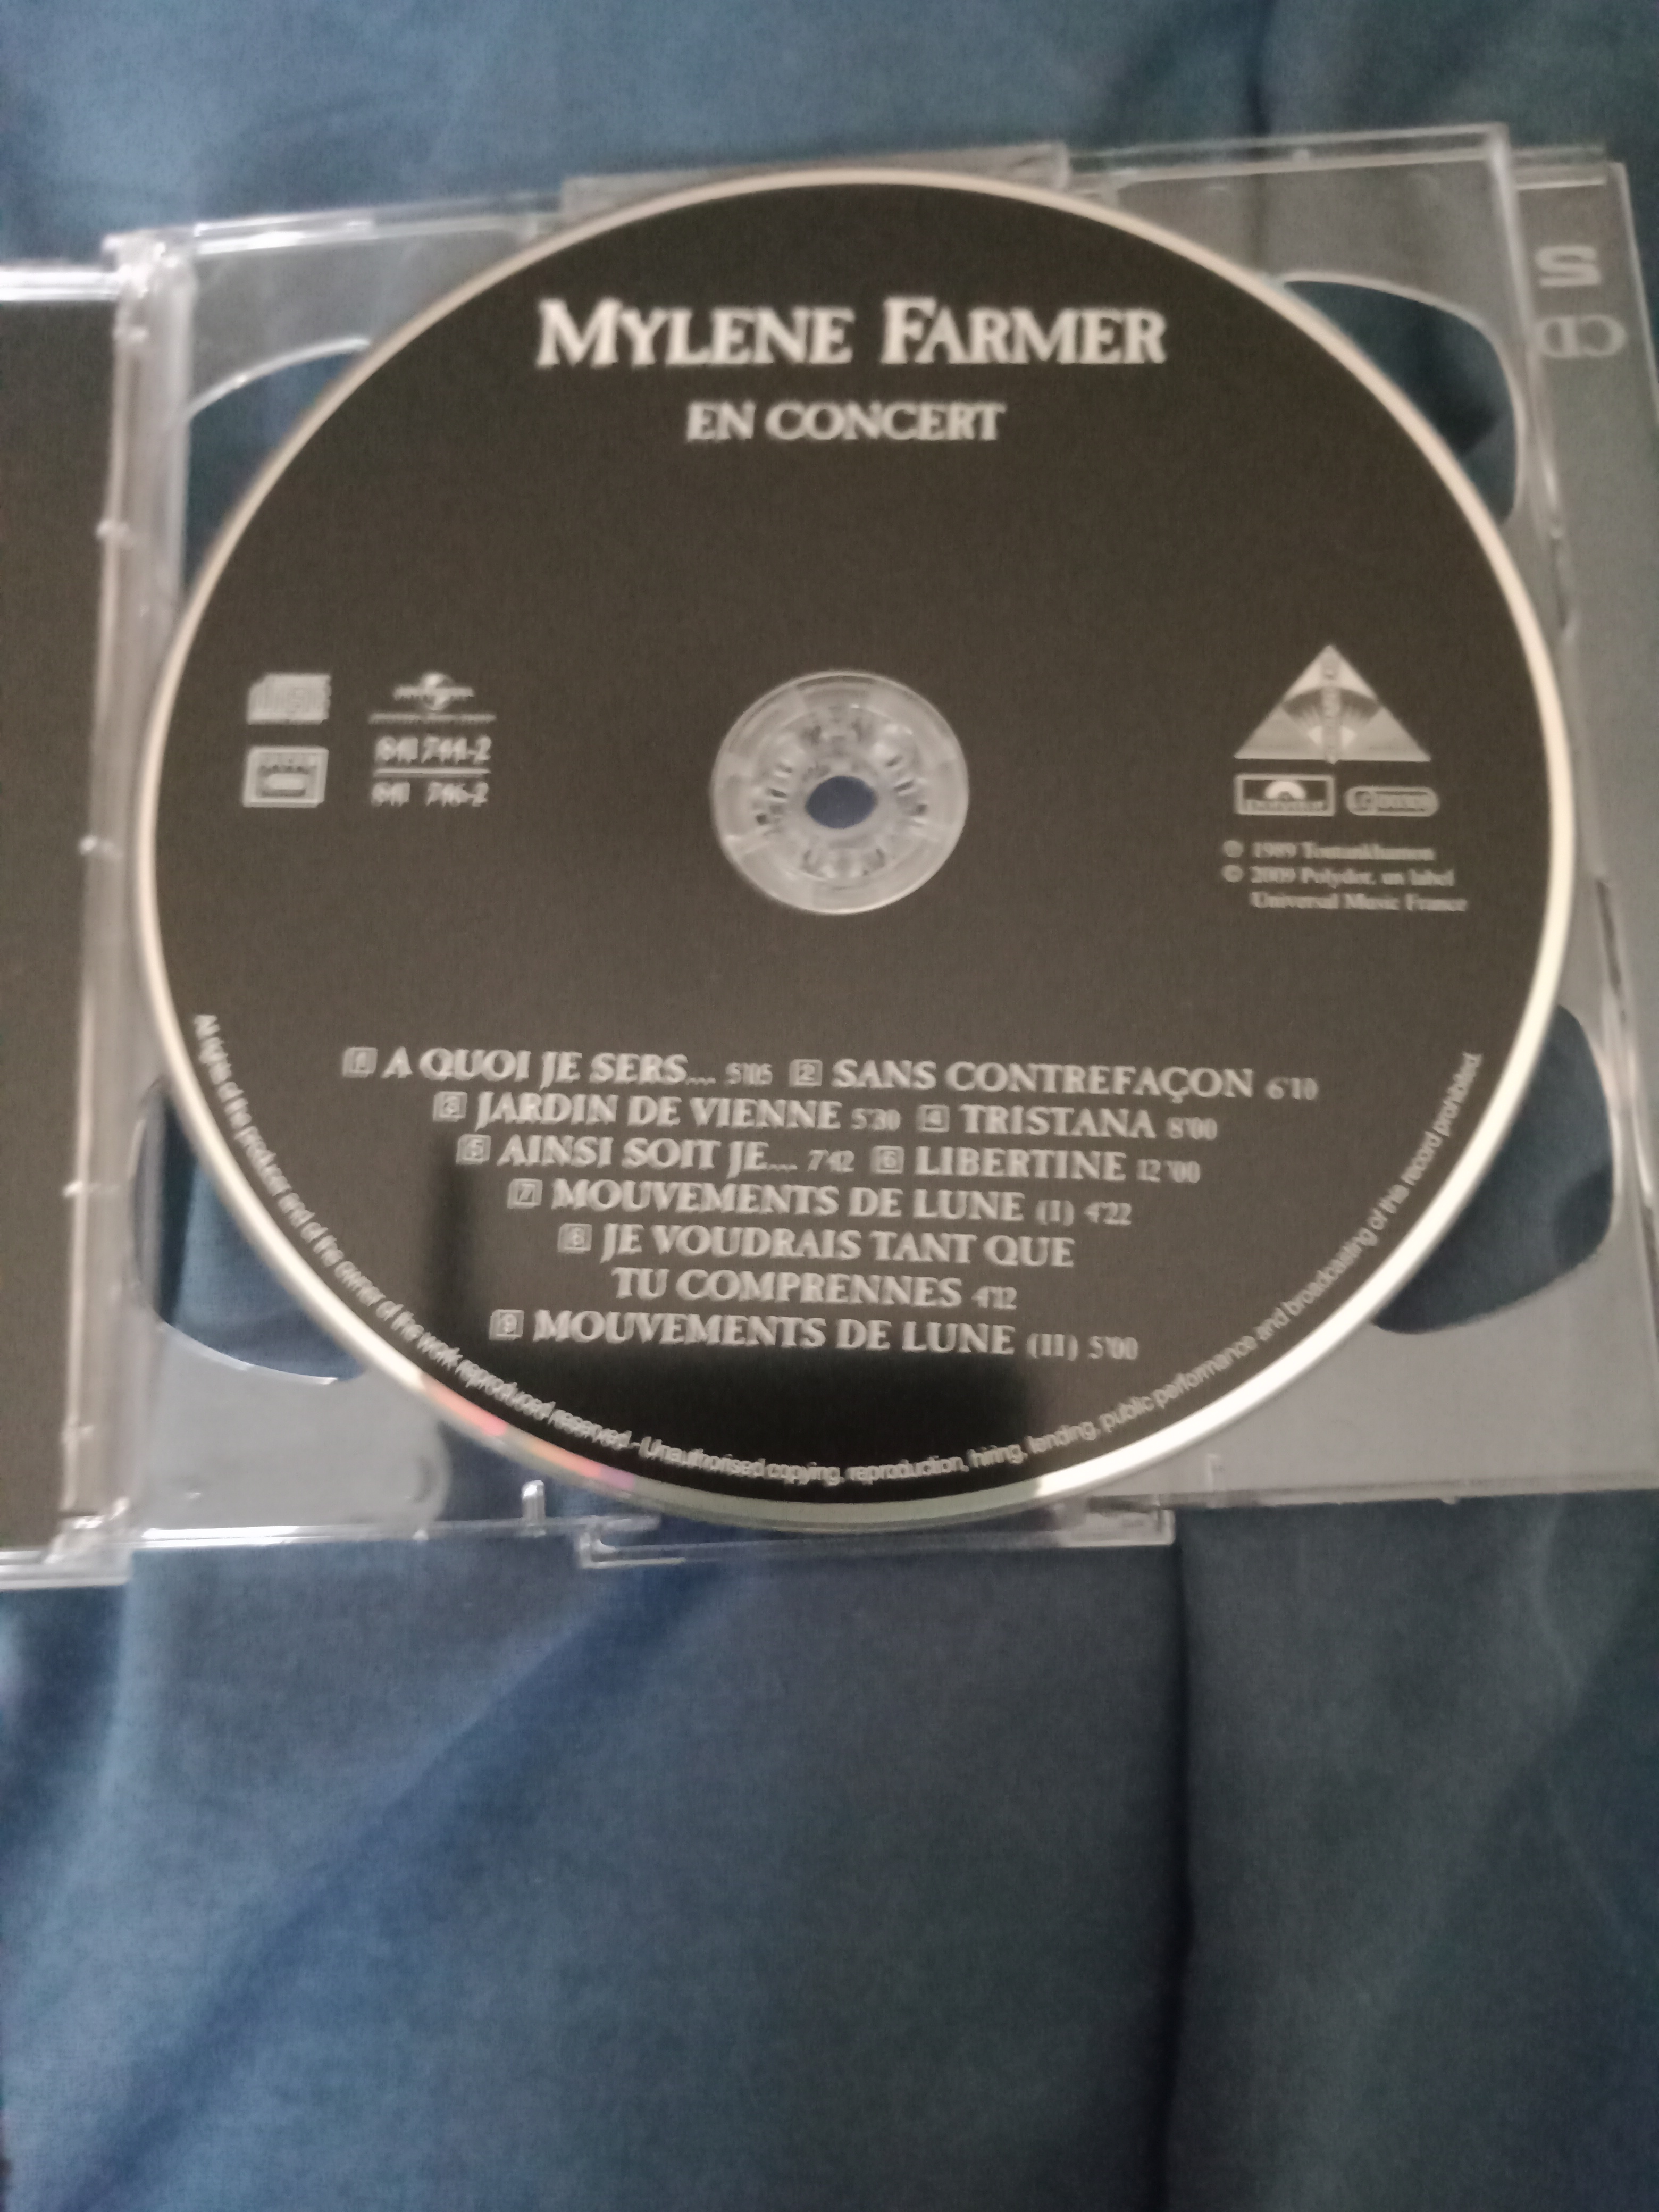 MYLENE FARMER
EN CONCERT
841 744-2
841 746-2
℗ 1989 Toutankhamon
© 2009 Polydor, un label
Universal Music France
1 A QUOI JE SERS... 5'05 2 SANS CONTREFAÇON 6'10
3 JARDIN DE VIENNE 5'30 4 TRISTANA 8'00
5 AINSI SOIT JE... 7'42 6 LIBERTINE 12'00
7 MOUVEMENTS DE LUNE (I) 4'22
8 JE VOUDRAIS TANT QUE
TU COMPRENNES 4'12
9 MOUVEMENTS DE LUNE (II) 5'00
All rights of the producer and of the owner of the work reproduced reserved - Unauthorised copying, reproduction, hiring, lending, public performance and broadcasting of this record prohibited.
2
CD